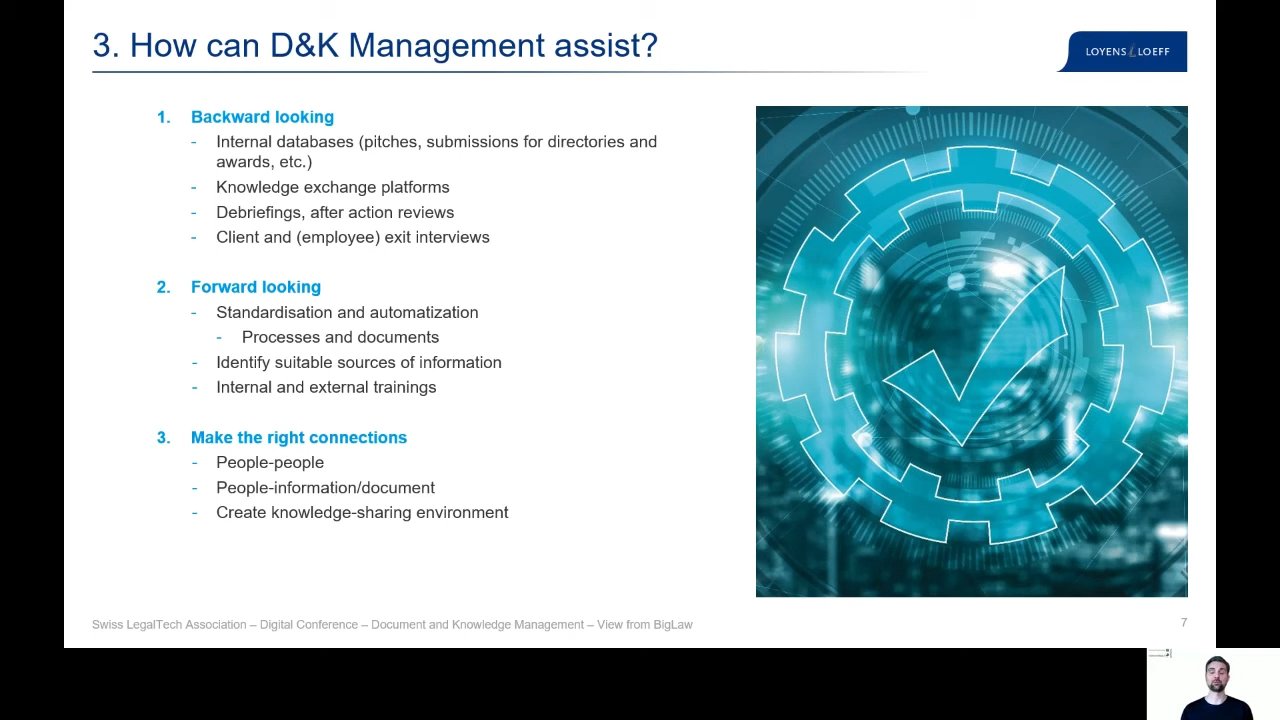 3. How can D&K Management assist?
LOYENS LOEFF
1. Backward looking
- Internal databases (pitches, submissions for directories and
awards, etc.)
- Knowledge exchange platforms
- Debriefings, after action reviews
- Client and (employee) exit interviews
2. Forward looking
- Standardisation and automatization
- Processes and documents
- Identify suitable sources of information
- Internal and external trainings
3. Make the right connections
- People-people
- People-information/document
- Create knowledge-sharing environment
Swiss LegalTech Association – Digital Conference – Document and Knowledge Management – View from BigLaw
7